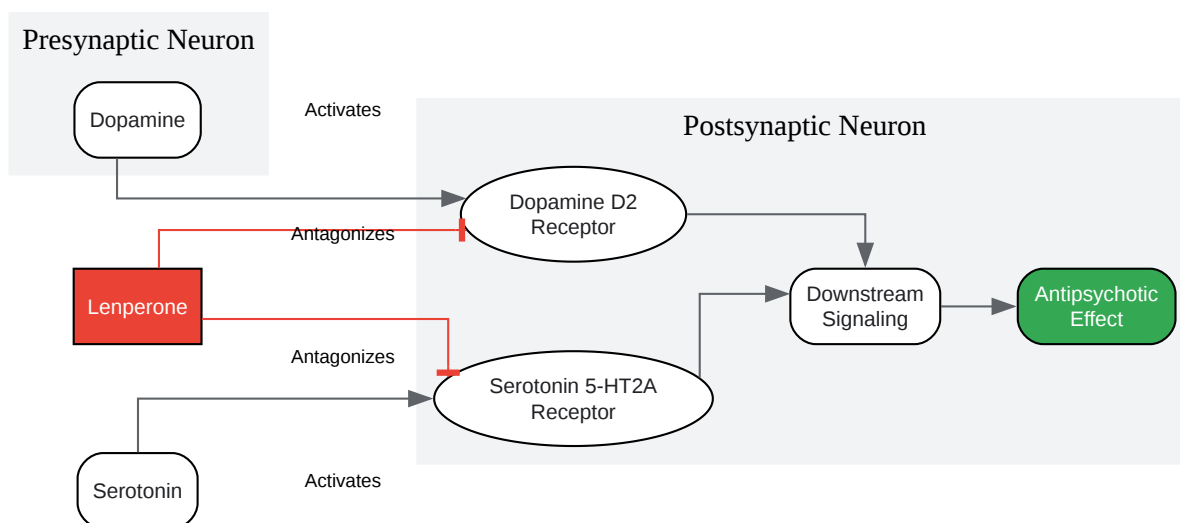 Presynaptic Neuron
Dopamine
Activates
Postsynaptic Neuron
Dopamine D2
Receptor
Antagonizes
Lenperone
Downstream
Signaling
Antipsychotic
Effect
Antagonizes
Serotonin 5-HT2A
Receptor
Serotonin
Activates